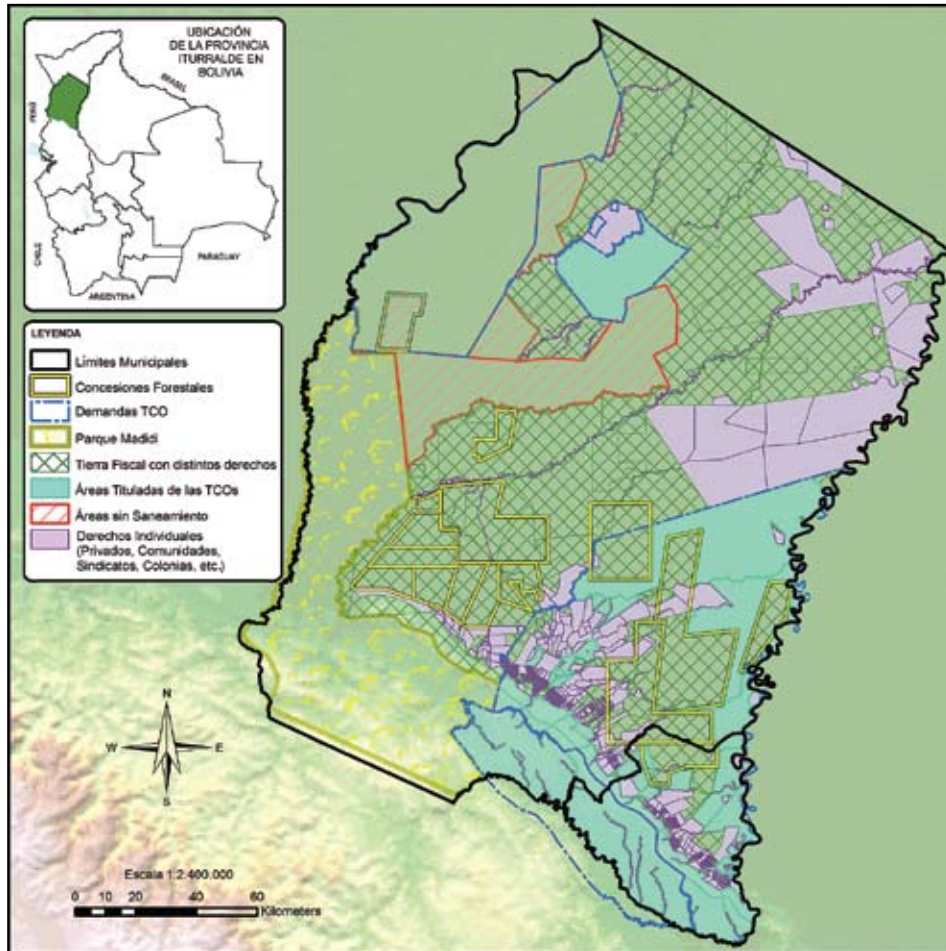 UBICACIÓN
DE LA PROVINCIA
ITURRALDE EN
BOLIVIA
BRASIL
PERÚ
CHILE
PARAGUAY
ARGENTINA
LEYENDA
Límites Municipales
Concesiones Forestales
Demandas TCO
Parque Madidi
Tierra Fiscal con distintos derechos
Áreas Tituladas de las TCOs
Áreas sin Saneamiento
Derechos Individuales
(Privados, Comunidades,
Sindicatos, Colonias, etc.)
N
W E
S
Escala 1:2.400.000
0 10 20 40 60
Kilometers